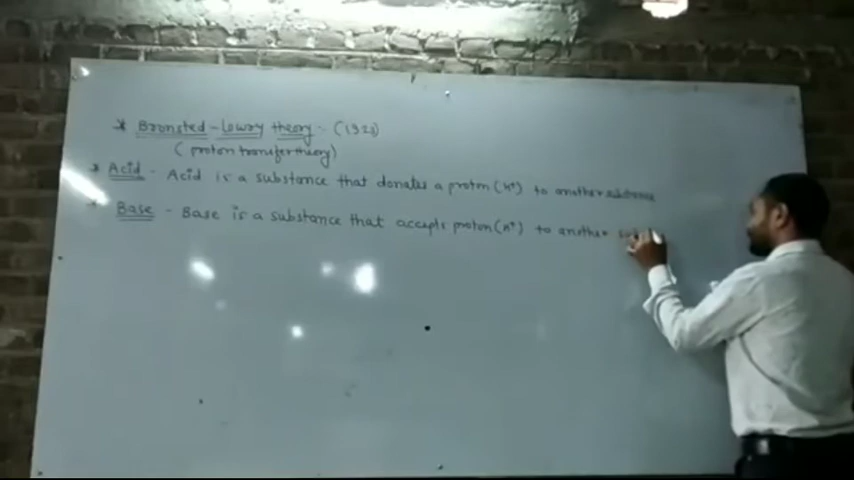 * Bronsted-Lowry theory:- (1923)
(proton transfer theory)
* Acid - Acid is a substance that donates a proton (H+) to another substance
* Base - Base is a substance that accepts proton (H+) to another